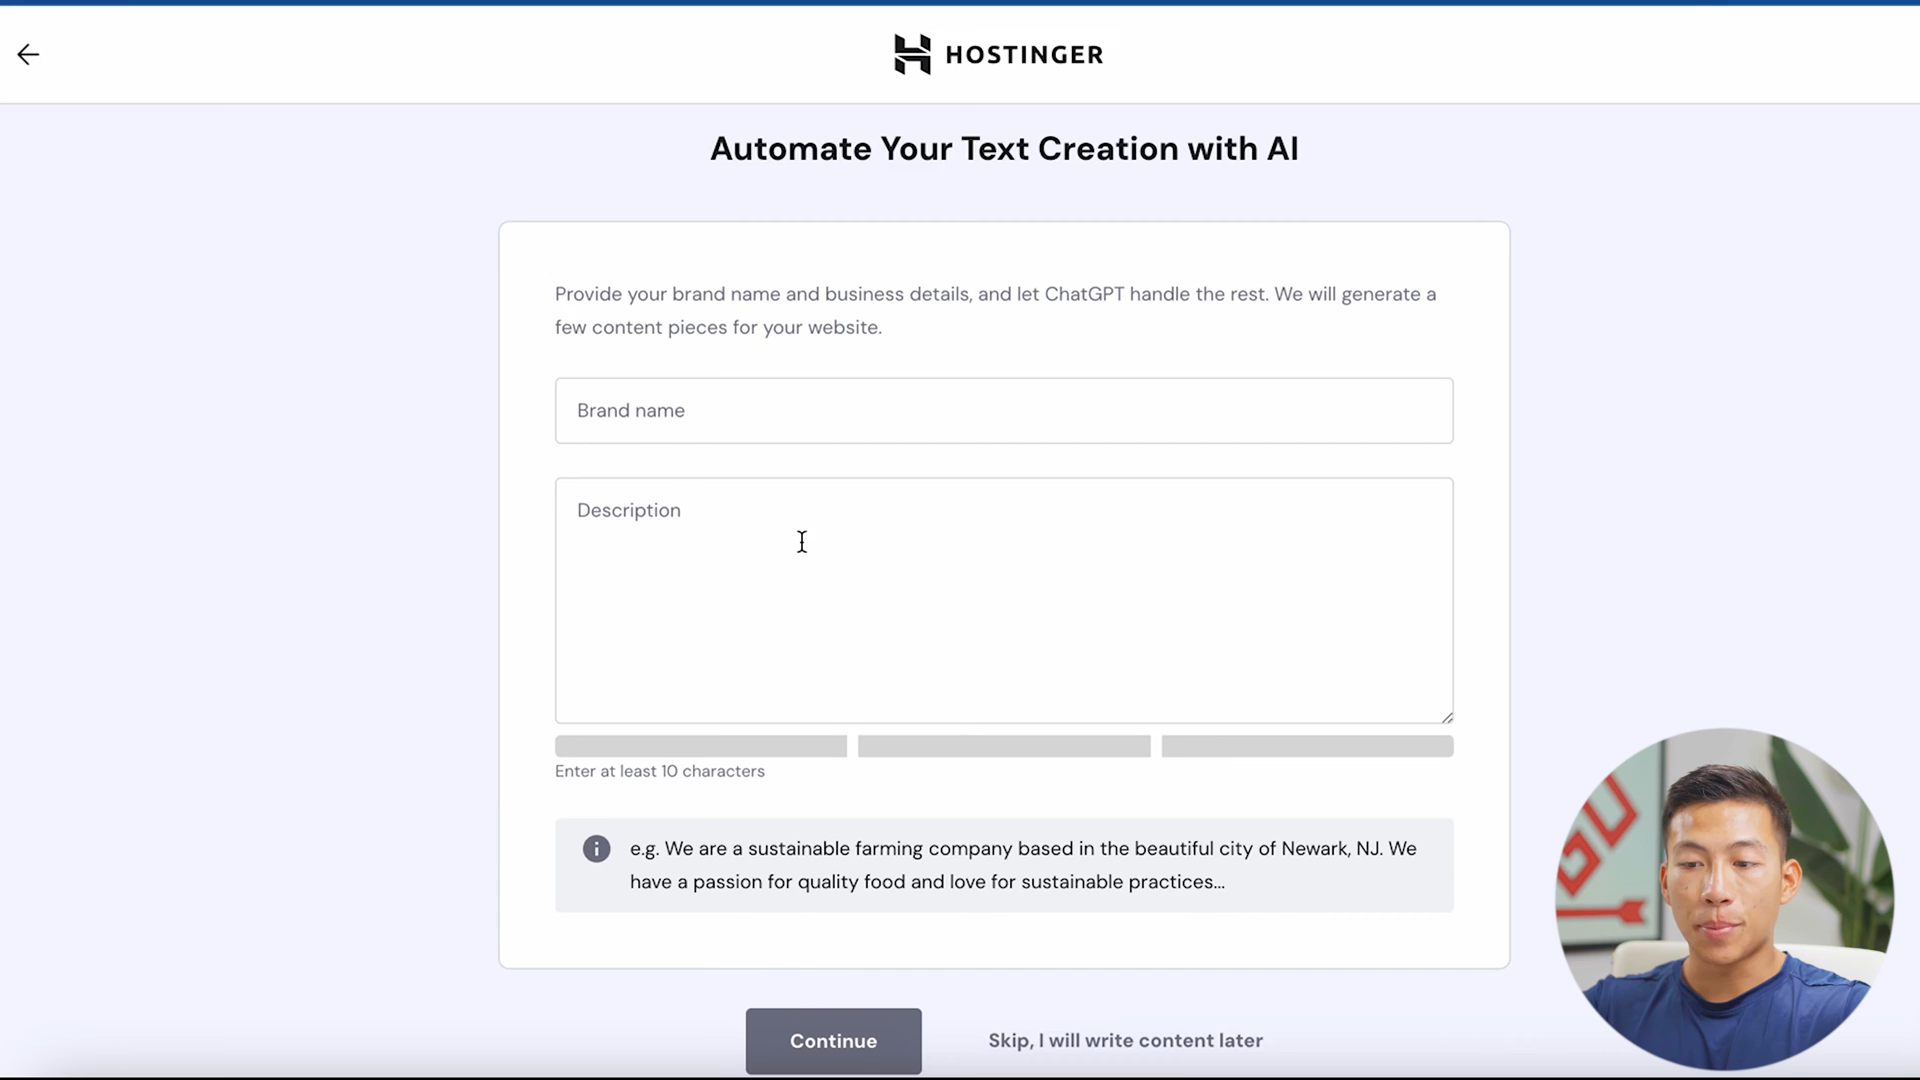 HOSTINGER
Automate Your Text Creation with AI
Provide your brand name and business details, and let ChatGPT handle the rest. We will generate a
few content pieces for your website.
Brand name
Description
Enter at least 10 characters
e.g. We are a sustainable farming company based in the beautiful city of Newark, NJ. We
have a passion for quality food and love for sustainable practices...
Continue
Skip, I will write content later